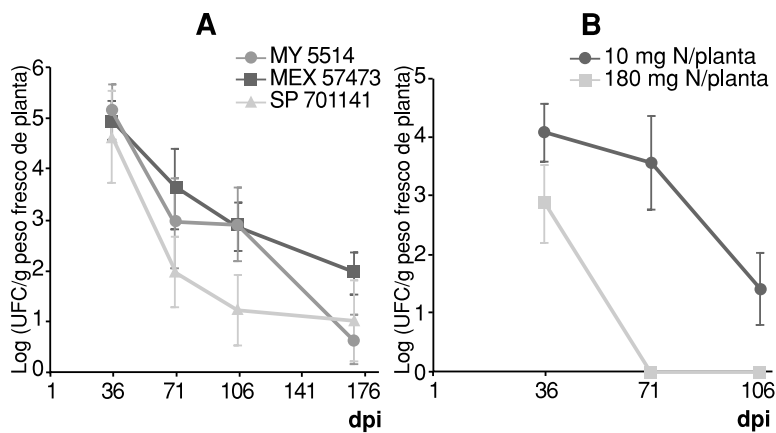 A
MY 5514
MEX 57473
SP 701141
Log (UFC/g peso fresco de planta)
6
5
4
3
2
1
0
1 36 71 106 141 176
dpi
B
10 mg N/planta
180 mg N/planta
Log (UFC/g peso fresco de planta)
5
4
3
2
1
0
1 36 71 106
dpi